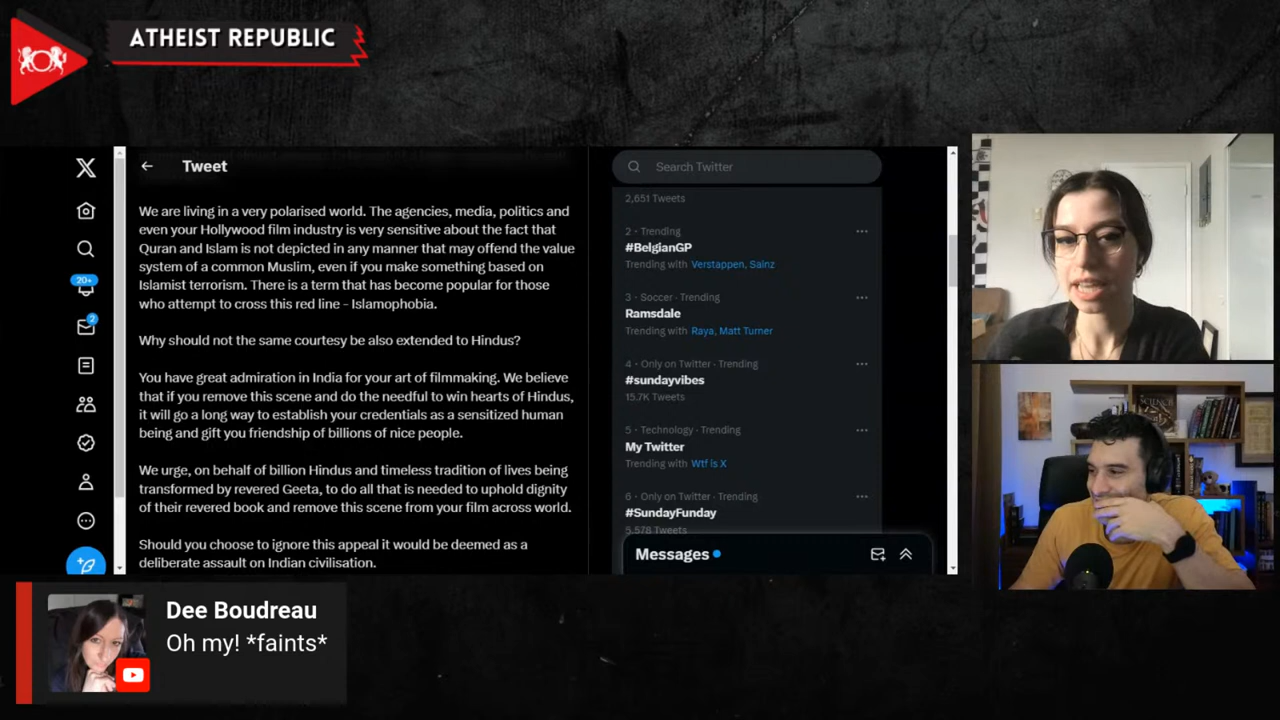 ATHEIST REPUBLIC
Tweet
We are living in a very polarised world. The agencies, media, politics and
even your Hollywood film industry is very sensitive about the fact that
Quran and Islam is not depicted in any manner that may offend the value
system of a common Muslim, even if you make something based on
Islamist terrorism. There is a term that has become popular for those
who attempt to cross this red line – Islamophobia.
Why should not the same courtesy be also extended to Hindus?
You have great admiration in India for your art of filmmaking. We believe
that if you remove this scene and do the needful to win hearts of Hindus,
it will go a long way to establish your credentials as a sensitized human
being and gift you friendship of billions of nice people.
We urge, on behalf of billion Hindus and timeless tradition of lives being
transformed by revered Geeta, to do all that is needed to uphold dignity
of their revered book and remove this scene from your film across world.
Should you choose to ignore this appeal it would be deemed as a
deliberate assault on Indian civilisation.
20+
2
Search Twitter
2,651 Tweets
2 · Trending
#BelgianGP
Trending with Verstappen, Sainz
3 · Soccer · Trending
Ramsdale
Trending with Raya, Matt Turner
4 · Only on Twitter · Trending
#sundayvibes
15.7K Tweets
5 · Technology · Trending
My Twitter
Trending with Wtf is X
6 · Only on Twitter · Trending
#SundayFunday
5,578 Tweets
Messages
SCIENCE
Dee Boudreau
Oh my! *faints*